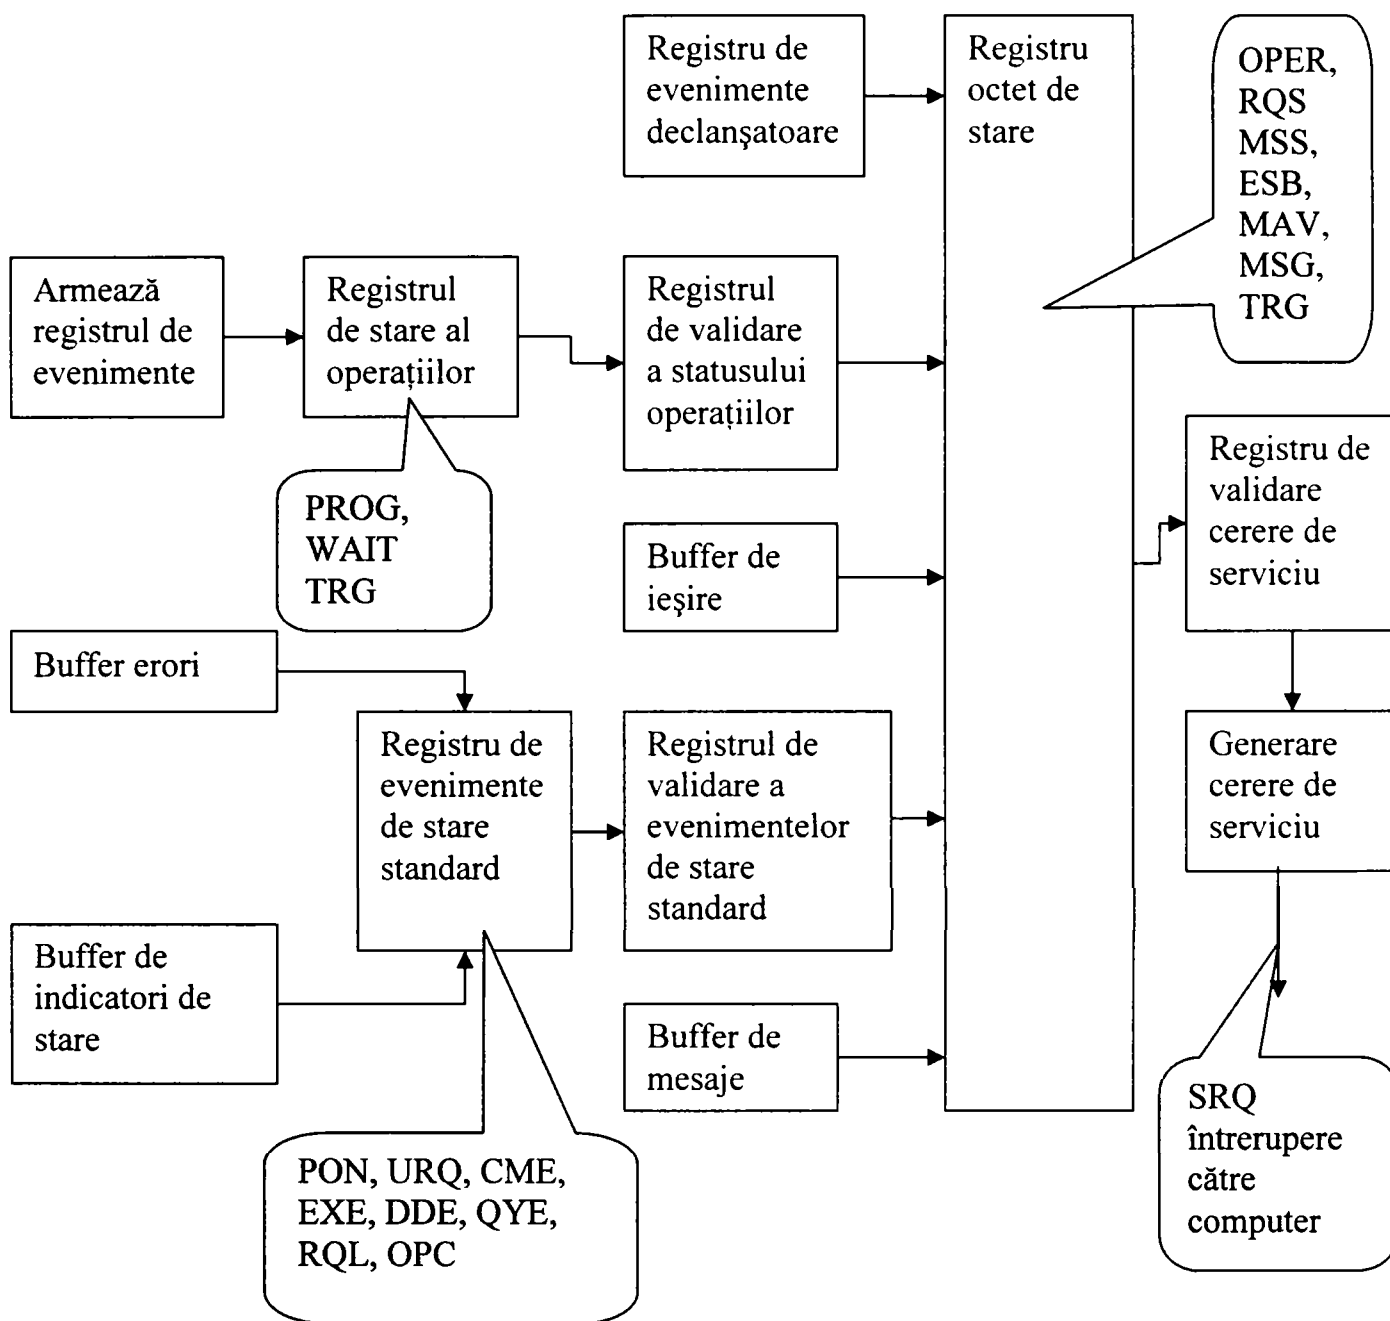 Registru de
evenimente
declanşatoare
Registru
octet de
stare
OPER,
RQS
MSS,
ESB,
MAV,
MSG,
TRG
Armează
registrul de
evenimente
Registrul
de stare al
operaţiilor
Registrul
de validare
a statusului
operaţiilor
PROG,
WAIT
TRG
Buffer de
ieşire
Registru de
validare
cerere de
serviciu
Buffer erori
Registru de
evenimente
de stare
standard
Registrul de
validare a
evenimentelor
de stare
standard
Generare
cerere de
serviciu
Buffer de
indicatori de
stare
Buffer de
mesaje
PON, URQ, CME,
EXE, DDE, QYE,
RQL, OPC
SRQ
întrerupere
către
computer